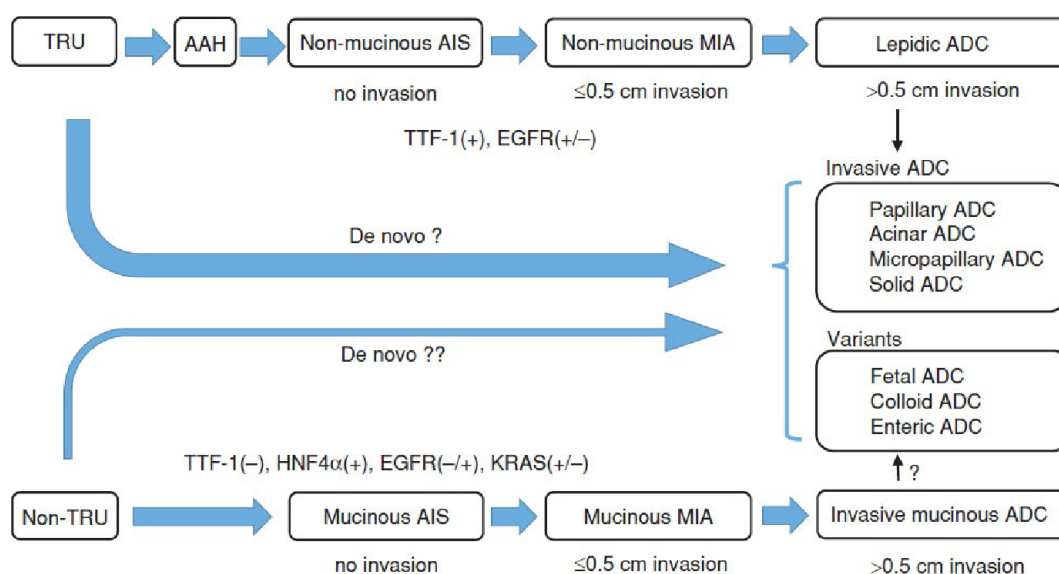 TRU
AAH
Non-mucinous AIS
Non-mucinous MIA
Lepidic ADC
no invasion
≤0.5 cm invasion
>0.5 cm invasion
TTF-1(+), EGFR(+/–)
Invasive ADC
Papillary ADC
Acinar ADC
Micropapillary ADC
Solid ADC
De novo ?
De novo ??
Variants
Fetal ADC
Colloid ADC
Enteric ADC
TTF-1(–), HNF4α(+), EGFR(–/+), KRAS(+/–)
?
Non-TRU
Mucinous AIS
Mucinous MIA
Invasive mucinous ADC
no invasion
≤0.5 cm invasion
>0.5 cm invasion